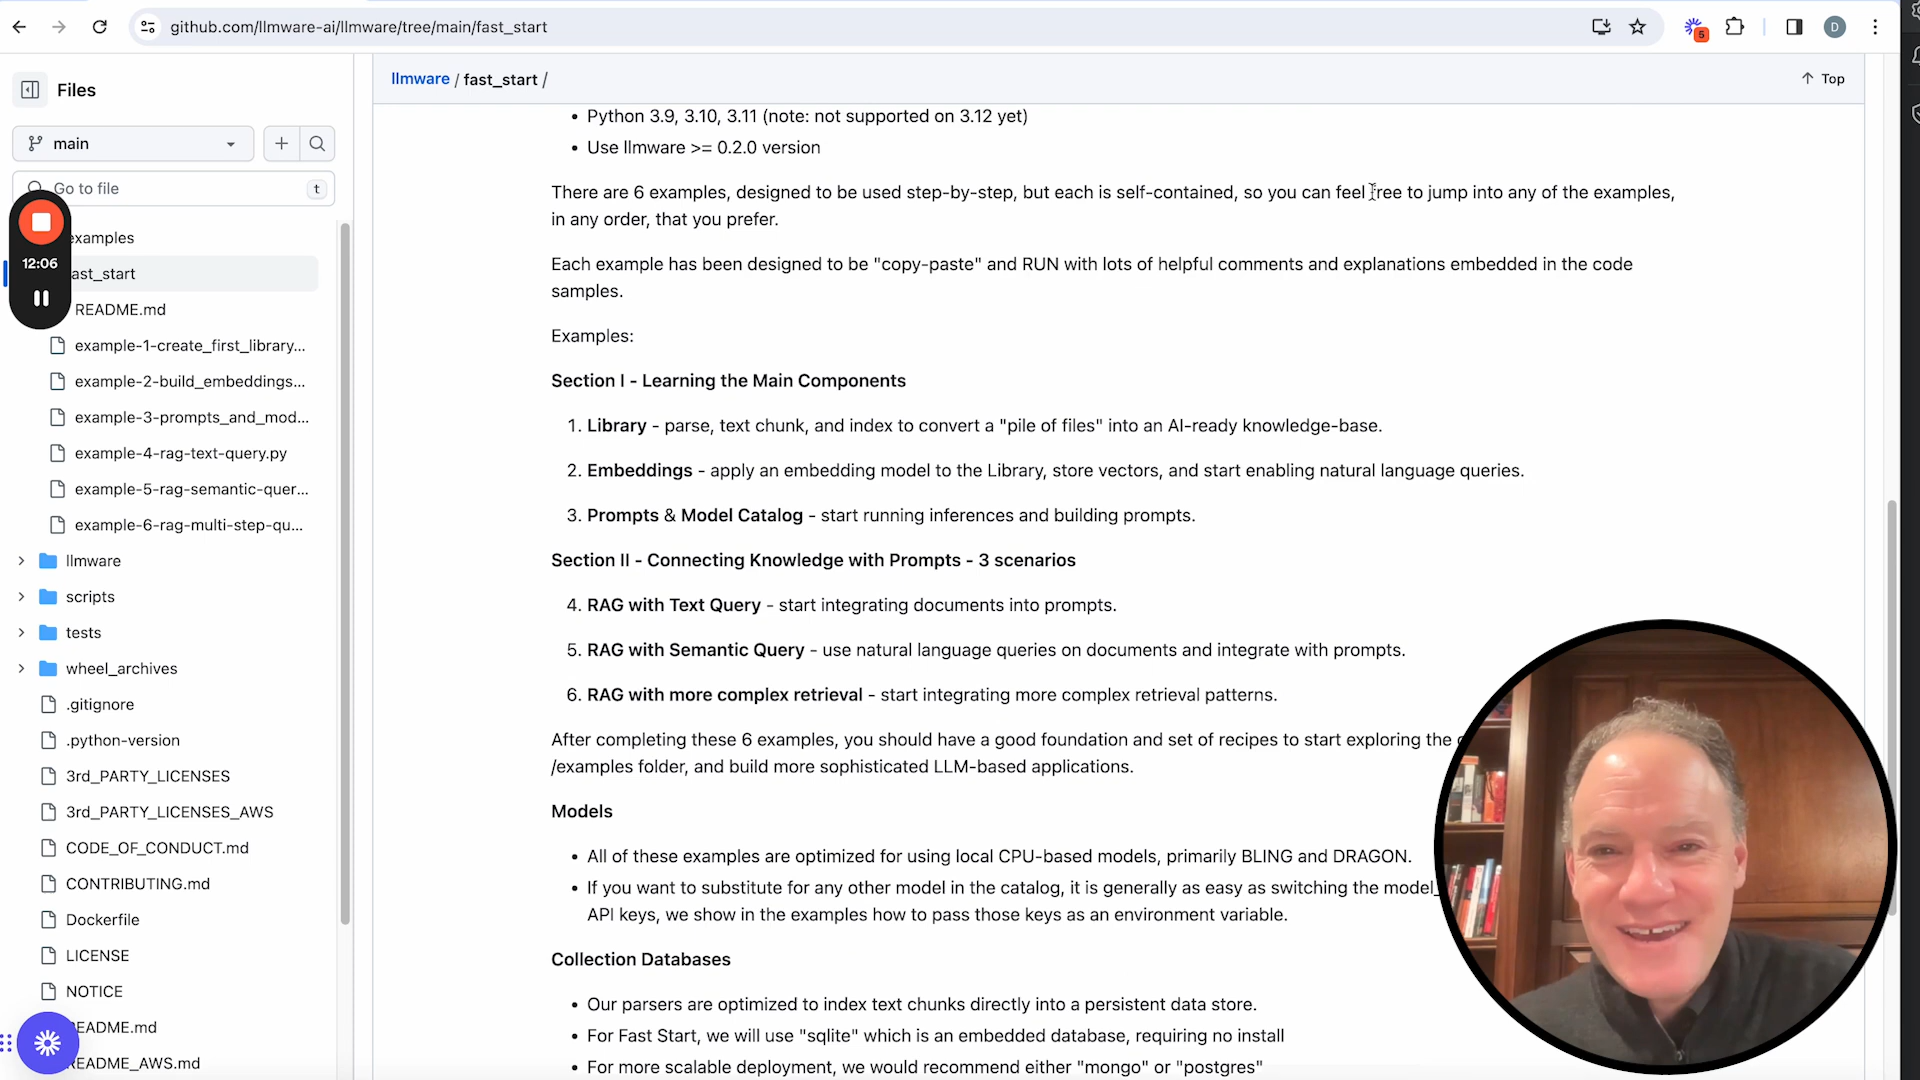 github.com/llmware-ai/llmware/tree/main/fast_start
5
D
Files
llmware / fast_start /
Top
main
Go to file
t
12:06
examples
ast_start
README.md
example-1-create_first_library...
example-2-build_embeddings...
example-3-prompts_and_mod...
example-4-rag-text-query.py
example-5-rag-semantic-quer...
example-6-rag-multi-step-qu...
llmware
scripts
tests
wheel_archives
.gitignore
.python-version
3rd_PARTY_LICENSES
3rd_PARTY_LICENSES_AWS
CODE_OF_CONDUCT.md
CONTRIBUTING.md
Dockerfile
LICENSE
NOTICE
README.md
README_AWS.md
• Python 3.9, 3.10, 3.11 (note: not supported on 3.12 yet)
• Use llmware >= 0.2.0 version
There are 6 examples, designed to be used step-by-step, but each is self-contained, so you can feel free to jump into any of the examples,
in any order, that you prefer.
Each example has been designed to be "copy-paste" and RUN with lots of helpful comments and explanations embedded in the code
samples.
Examples:
Section I - Learning the Main Components
1. Library - parse, text chunk, and index to convert a "pile of files" into an AI-ready knowledge-base.
2. Embeddings - apply an embedding model to the Library, store vectors, and start enabling natural language queries.
3. Prompts & Model Catalog - start running inferences and building prompts.
Section II - Connecting Knowledge with Prompts - 3 scenarios
4. RAG with Text Query - start integrating documents into prompts.
5. RAG with Semantic Query - use natural language queries on documents and integrate with prompts.
6. RAG with more complex retrieval - start integrating more complex retrieval patterns.
After completing these 6 examples, you should have a good foundation and set of recipes to start exploring the
/examples folder, and build more sophisticated LLM-based applications.
Models
• All of these examples are optimized for using local CPU-based models, primarily BLING and DRAGON.
• If you want to substitute for any other model in the catalog, it is generally as easy as switching the model_
API keys, we show in the examples how to pass those keys as an environment variable.
Collection Databases
• Our parsers are optimized to index text chunks directly into a persistent data store.
• For Fast Start, we will use "sqlite" which is an embedded database, requiring no install
• For more scalable deployment, we would recommend either "mongo" or "postgres"